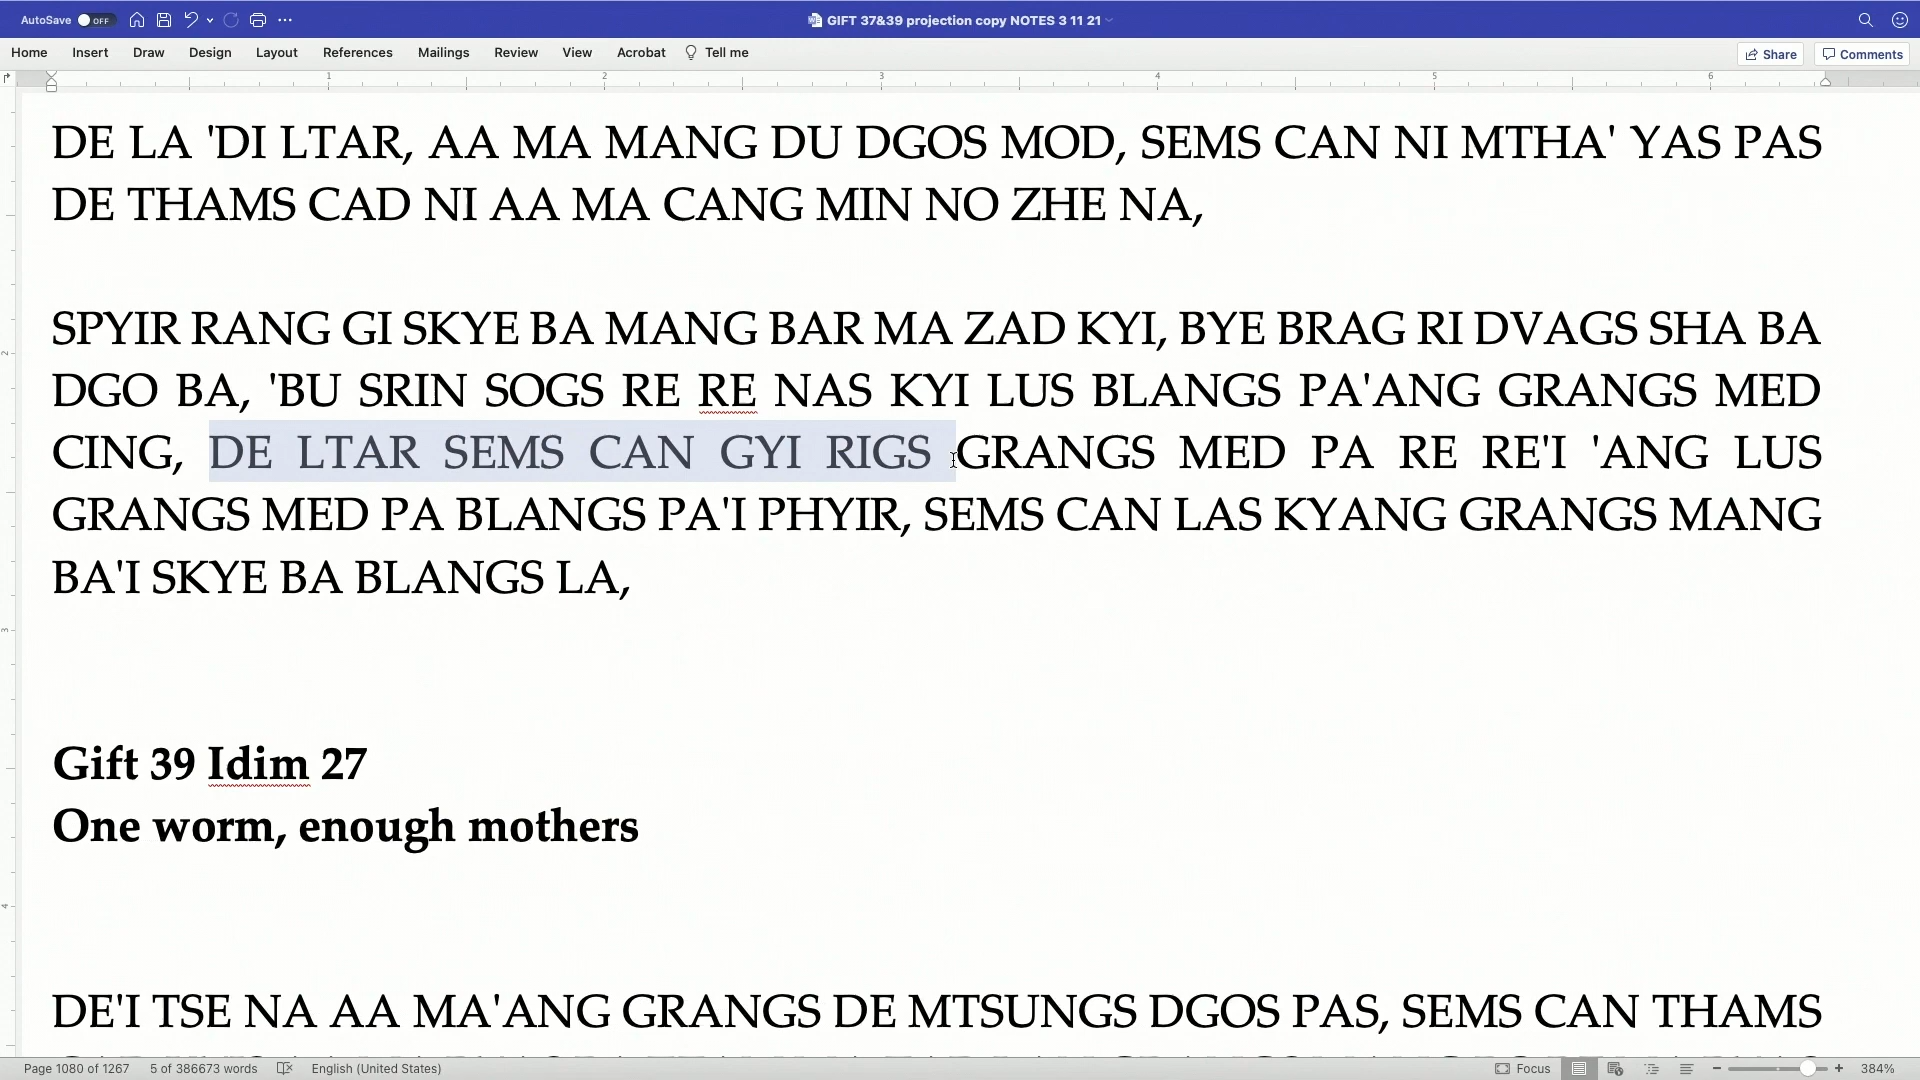 AutoSave OFF GIFT 37&39 projection copy NOTES 3 11 21
Home Insert Draw Design Layout References Mailings Review View Acrobat Tell me Share Comments
1 2 3 4 5 6
DE LA 'DI LTAR, AA MA MANG DU DGOS MOD, SEMS CAN NI MTHA' YAS PAS
DE THAMS CAD NI AA MA CANG MIN NO ZHE NA,
SPYIR RANG GI SKYE BA MANG BAR MA ZAD KYI, BYE BRAG RI DVAGS SHA BA
DGO BA, 'BU SRIN SOGS RE RE NAS KYI LUS BLANGS PA'ANG GRANGS MED
CING, DE LTAR SEMS CAN GYI RIGS GRANGS MED PA RE RE'I 'ANG LUS
GRANGS MED PA BLANGS PA'I PHYIR, SEMS CAN LAS KYANG GRANGS MANG
BA'I SKYE BA BLANGS LA,
Gift 39 Idim 27
One worm, enough mothers
DE'I TSE NA AA MA'ANG GRANGS DE MTSUNGS DGOS PAS, SEMS CAN THAMS
Page 1080 of 1267 5 of 386673 words English (United States) Focus 384%